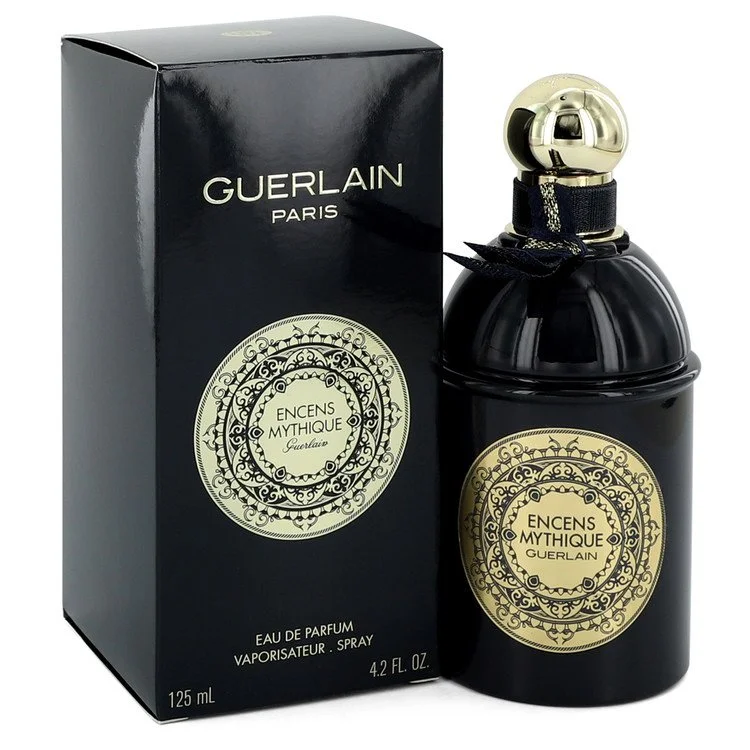 GUERLAIN
PARIS
ENCENS
MYTHIQUE
Guerlain
EAU DE PARFUM
VAPORISATEUR . SPRAY
125 mL
4.2 FL. OZ.
ENCENS
MYTHIQUE
GUERLAIN